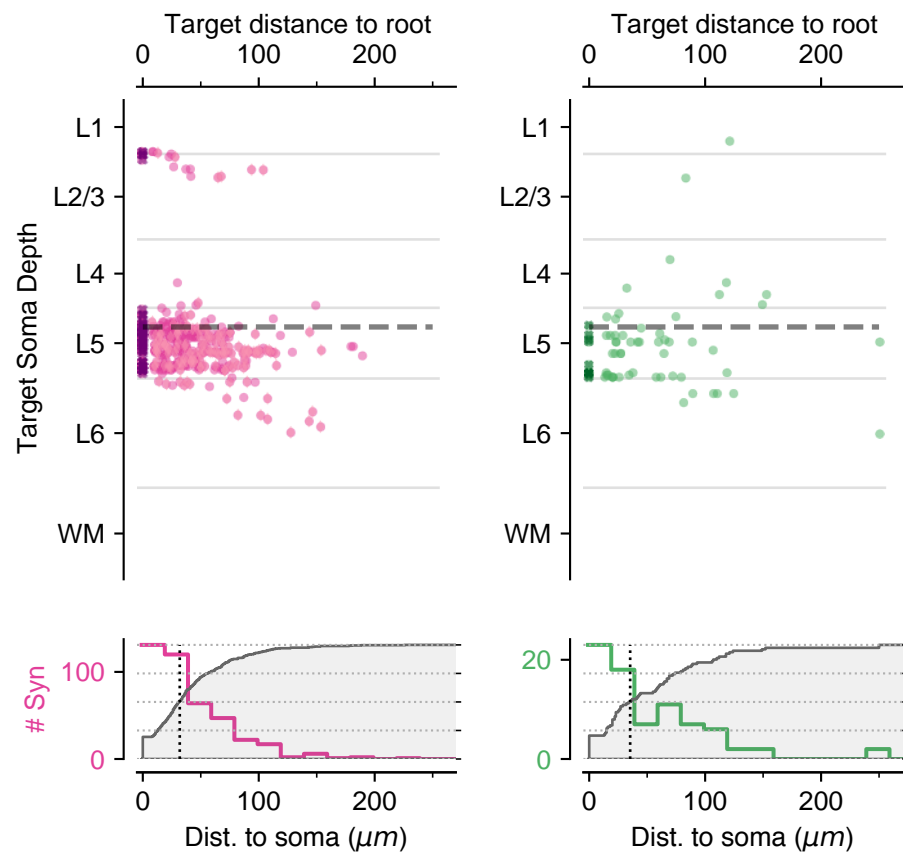 Target distance to root
0 100 200
Target distance to root
0 100 200
Target Soma Depth
L1
L2/3
L4
L5
L6
WM
L1
L2/3
L4
L5
L6
WM
# Syn
100
0
20
0
0 100 200
Dist. to soma (μm)
0 100 200
Dist. to soma (μm)